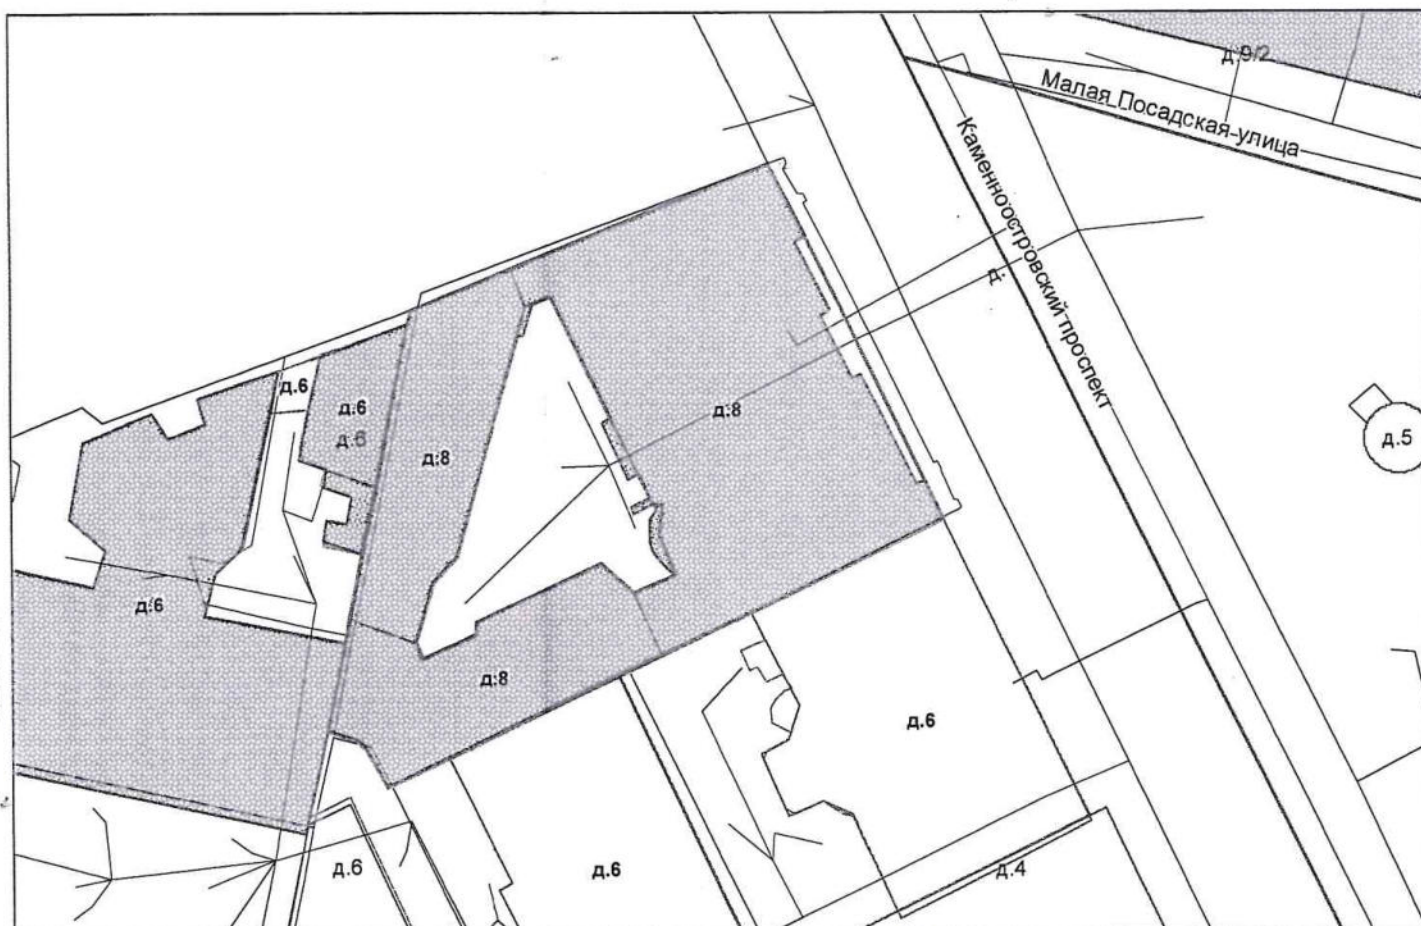 д.9/2
Малая Посадская улица
Каменноостровский проспект
д.
д.6
д.6
д.6
д.8
д.8
д.5
д.6
д.8
д.6
д.6
д.6
д.4